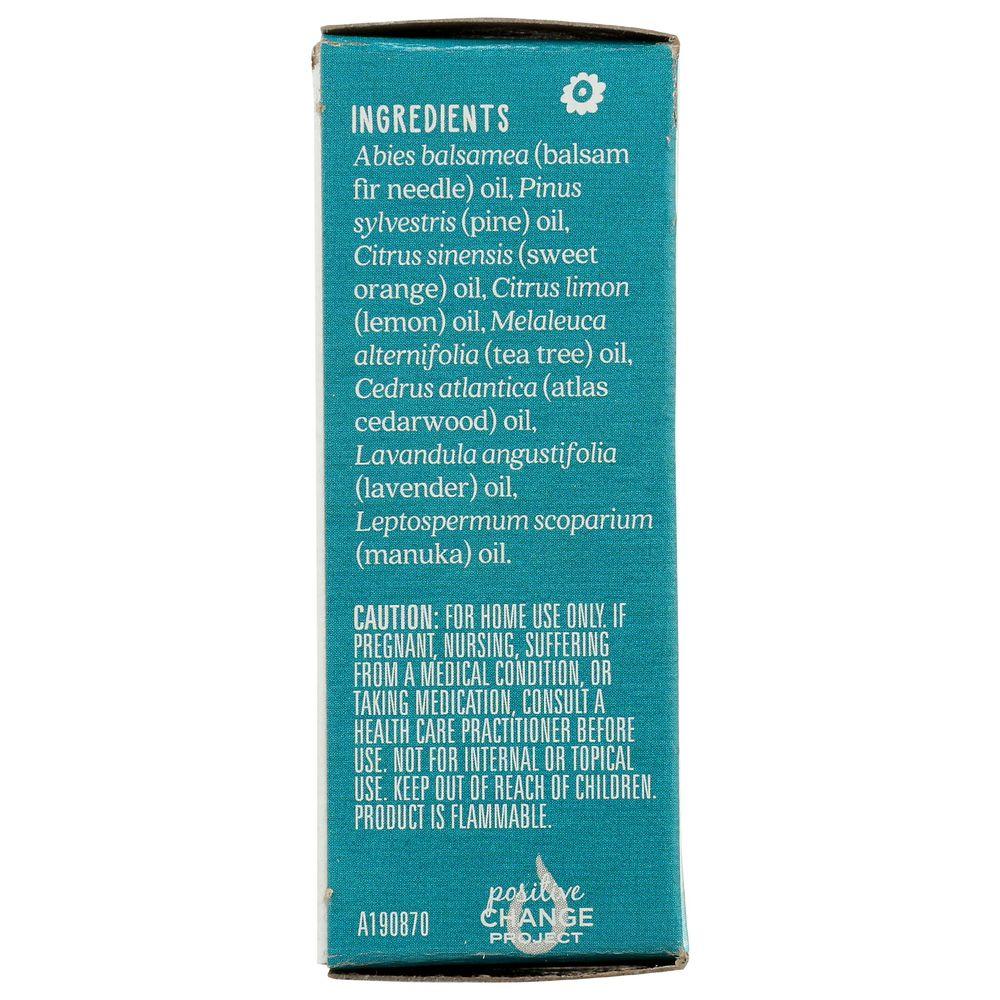 INGREDIENTS
Abies balsamea (balsam
fir needle) oil, Pinus
sylvestris (pine) oil,
Citrus sinensis (sweet
orange) oil, Citrus limon
(lemon) oil, Melaleuca
alternifolia (tea tree) oil,
Cedrus atlantica (atlas
cedarwood) oil,
Lavandula angustifolia
(lavender) oil,
Leptospermum scoparium
(manuka) oil.
CAUTION: FOR HOME USE ONLY. IF
PREGNANT, NURSING, SUFFERING
FROM A MEDICAL CONDITION, OR
TAKING MEDICATION, CONSULT A
HEALTH CARE PRACTITIONER BEFORE
USE. NOT FOR INTERNAL OR TOPICAL
USE. KEEP OUT OF REACH OF CHILDREN.
PRODUCT IS FLAMMABLE.
A190870
positive
CHANGE
PROJECT